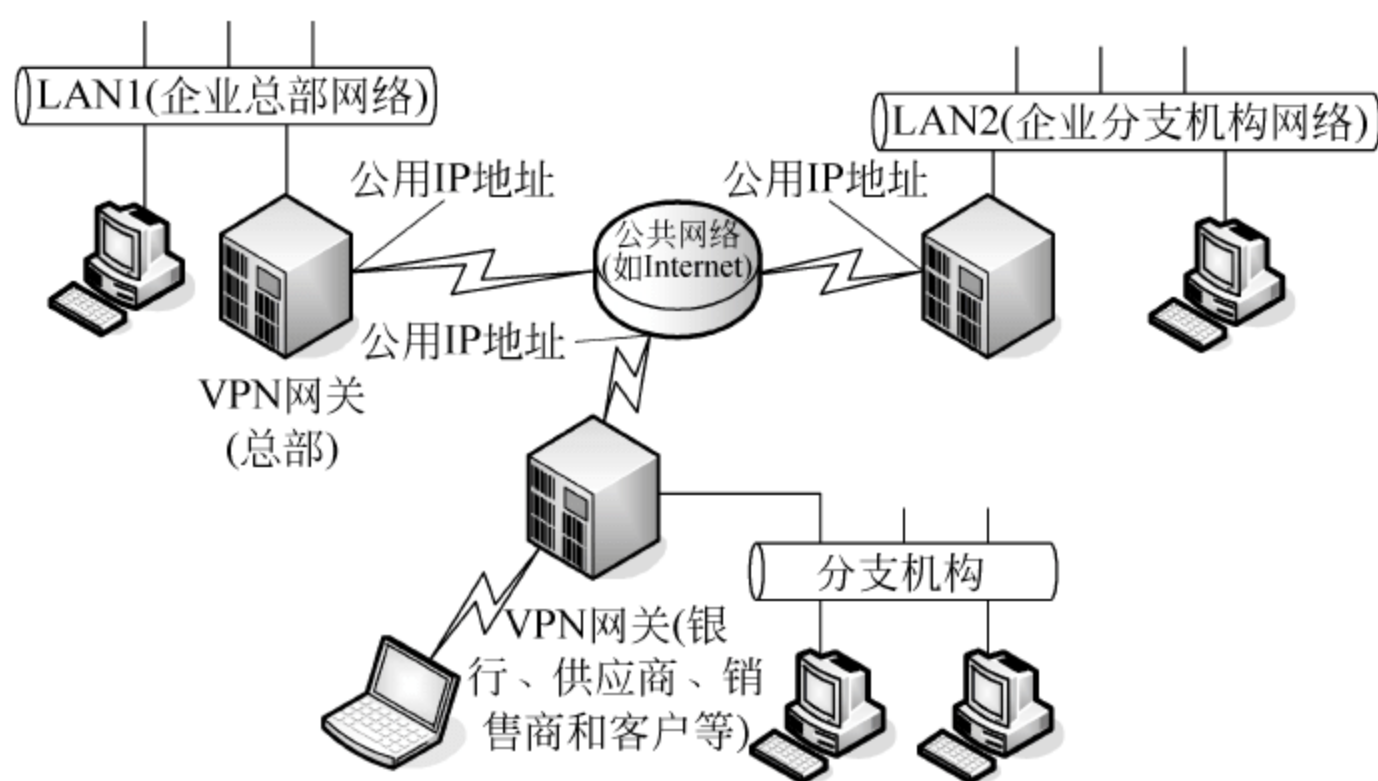 LAN1(企业总部网络)
LAN2(企业分支机构网络)
公用IP地址
公用IP地址
公共网络
(如Internet)
公用IP地址
VPN网关
(总部)
分支机构
VPN网关(银
行、供应商、销
售商和客户等)